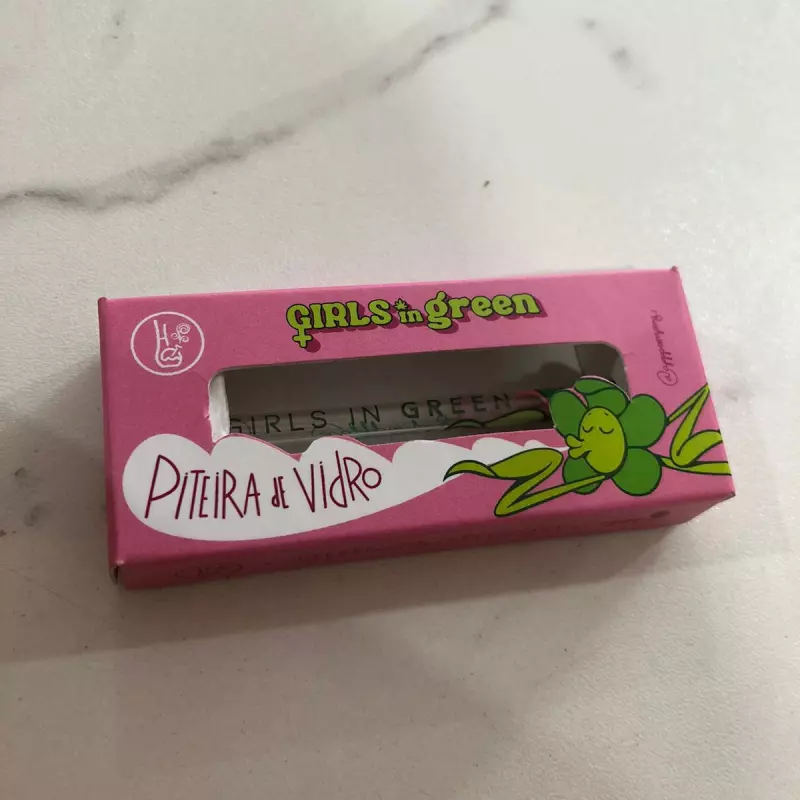 GIRLS in green
GIRLS IN GREEN
PITEIRA de VIDRO